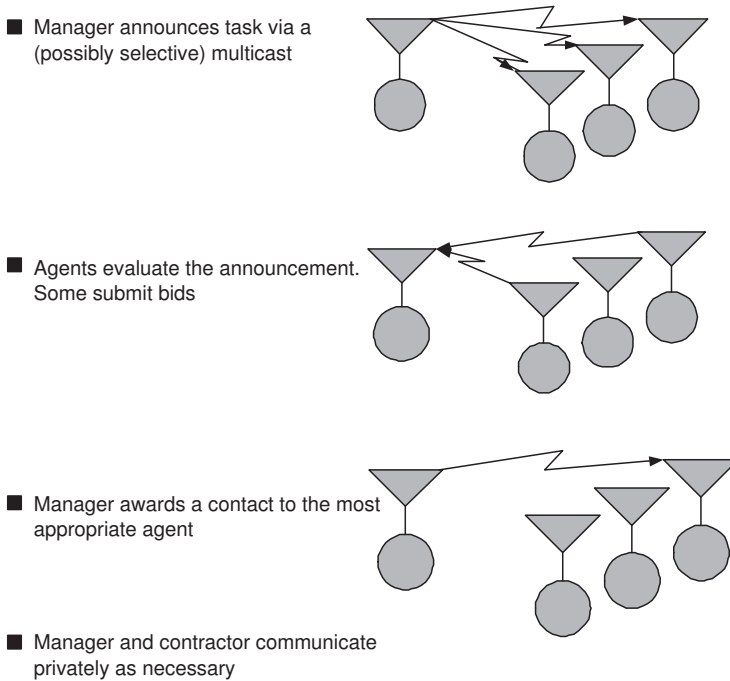 Manager announces task via a
(possibly selective) multicast
Agents evaluate the announcement.
Some submit bids
Manager awards a contact to the most
appropriate agent
Manager and contractor communicate
privately as necessary